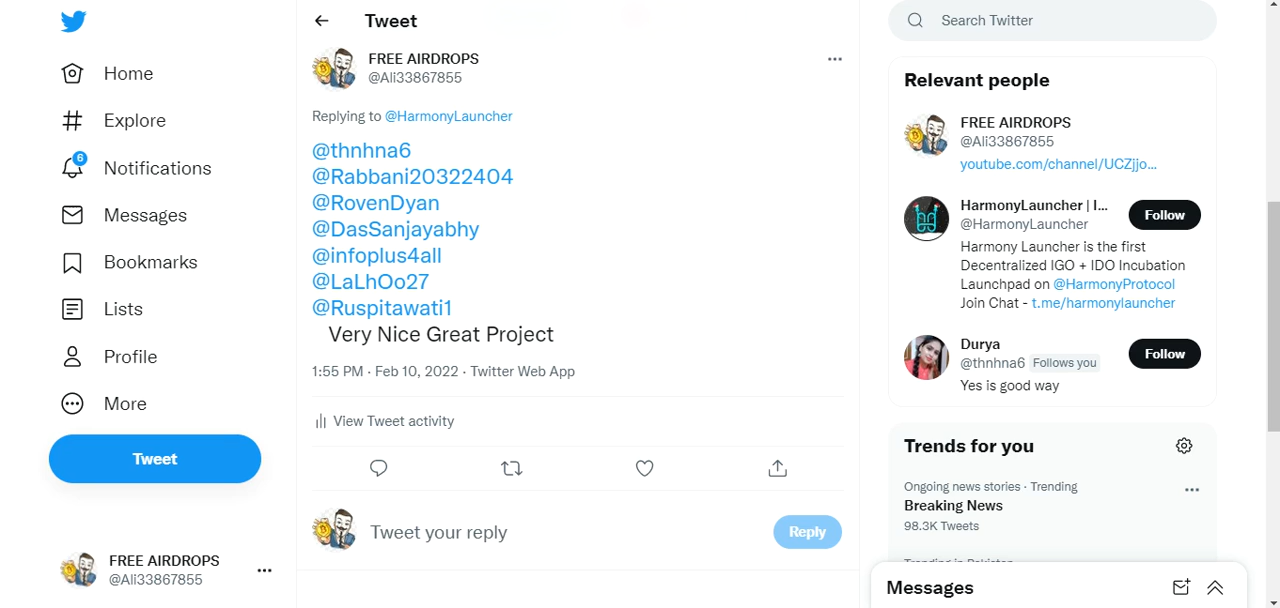 Home
Explore
6
Notifications
Messages
Bookmarks
Lists
Profile
More
Tweet
FREE AIRDROPS
@Ali33867855
Tweet
FREE AIRDROPS
@Ali33867855
Replying to @HarmonyLauncher
@thnhna6
@Rabbani20322404
@RovenDyan
@DasSanjayabhy
@infoplus4all
@LaLhOo27
@Ruspitawati1
Very Nice Great Project
1:55 PM · Feb 10, 2022 · Twitter Web App
View Tweet activity
Tweet your reply
Reply
Search Twitter
Relevant people
FREE AIRDROPS
@Ali33867855
youtube.com/channel/UCZjjo...
HarmonyLauncher | I...
@HarmonyLauncher
Follow
Harmony Launcher is the first
Decentralized IGO + IDO Incubation
Launchpad on @HarmonyProtocol
Join Chat - t.me/harmonylauncher
Durya
@thnhna6 Follows you
Follow
Yes is good way
Trends for you
Ongoing news stories · Trending
Breaking News
98.3K Tweets
Trending in Pakistan
Messages